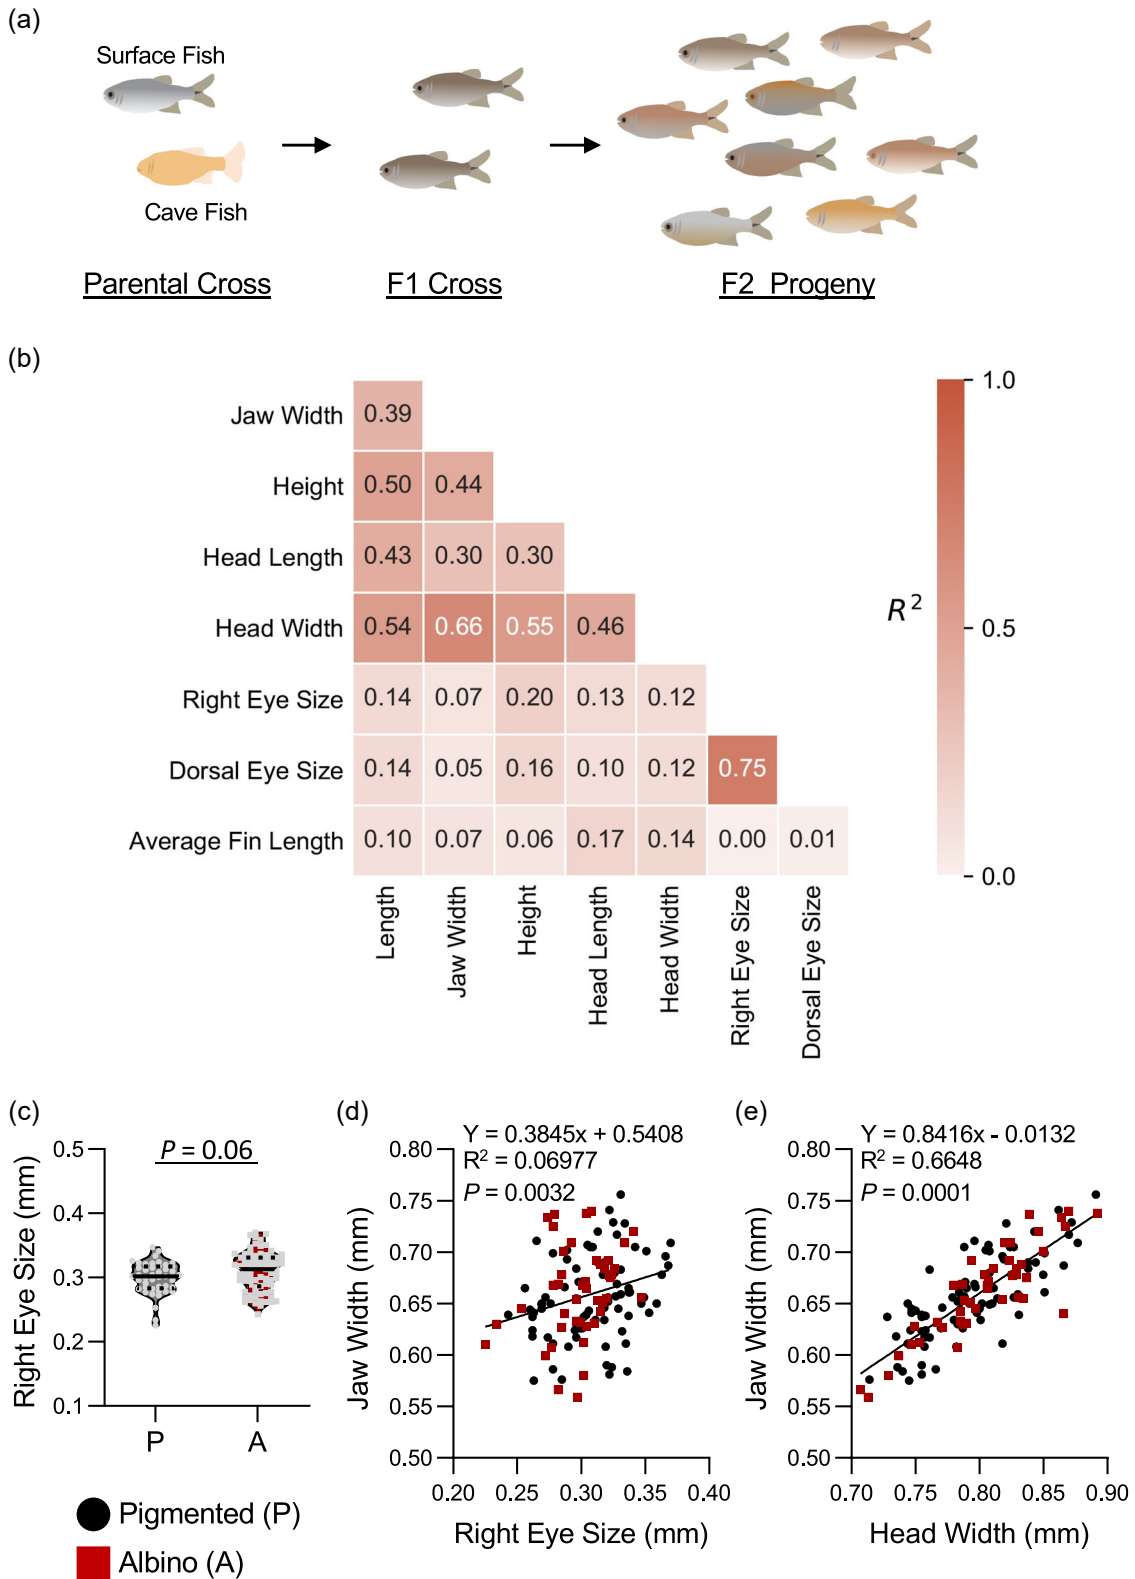 (a)
Surface Fish
Cave Fish
Parental Cross
F1 Cross
F2 Progeny
(b)
Jaw Width 0.39
Height 0.50 0.44
Head Length 0.43 0.30 0.30
Head Width 0.54 0.66 0.55 0.46
Right Eye Size 0.14 0.07 0.20 0.13 0.12
Dorsal Eye Size 0.14 0.05 0.16 0.10 0.12 0.75
Average Fin Length 0.10 0.07 0.06 0.17 0.14 0.00 0.01
Length
Jaw Width
Height
Head Length
Head Width
Right Eye Size
Dorsal Eye Size
R²
1.0
0.5
0.0
(c)
Right Eye Size (mm)
0.5
0.4
0.3
0.2
0.1
P = 0.06
P A
Pigmented (P)
Albino (A)
(d)
Jaw Width (mm)
Y = 0.3845x + 0.5408
R² = 0.06977
P = 0.0032
0.80
0.75
0.70
0.65
0.60
0.55
0.50
0.20 0.25 0.30 0.35 0.40
Right Eye Size (mm)
(e)
Jaw Width (mm)
Y = 0.8416x - 0.0132
R² = 0.6648
P = 0.0001
0.80
0.75
0.70
0.65
0.60
0.55
0.50
0.70 0.75 0.80 0.85 0.90
Head Width (mm)